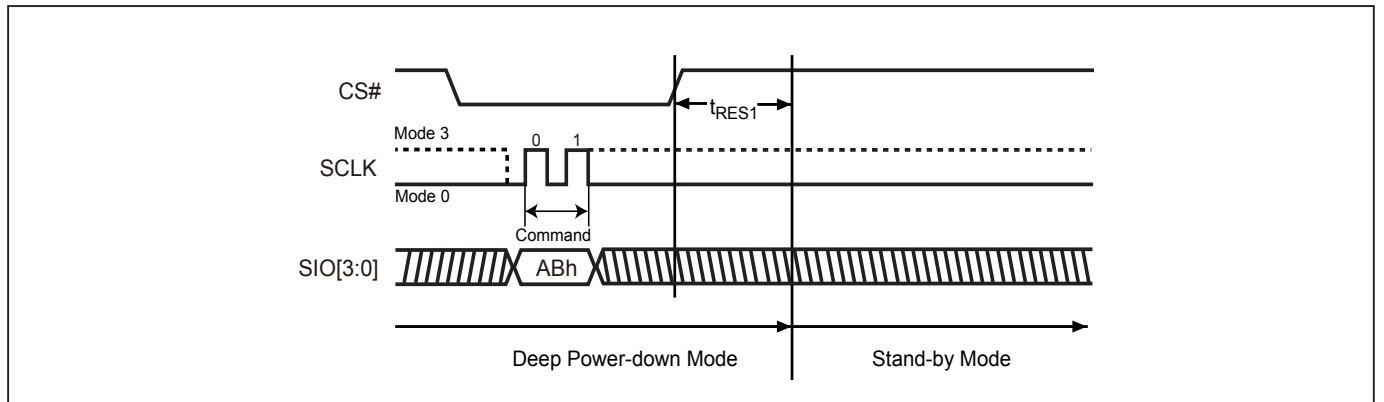 CS#
tRES1
Mode 3
0 1
SCLK
Mode 0
Command
SIO[3:0]
ABh
Deep Power-down Mode
Stand-by Mode